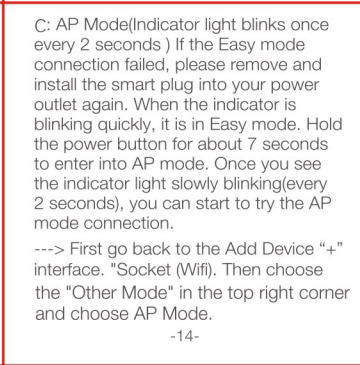 C: AP Mode(Indicator light blinks once
every 2 seconds ) If the Easy mode
connection failed, please remove and
install the smart plug into your power
outlet again. When the indicator is
blinking quickly, it is in Easy mode. Hold
the power button for about 7 seconds
to enter into AP mode. Once you see
the indicator light slowly blinking(every
2 seconds), you can start to try the AP
mode connection.
---> First go back to the Add Device “+”
interface. "Socket (Wifi). Then choose
the "Other Mode" in the top right corner
and choose AP Mode.
-14-